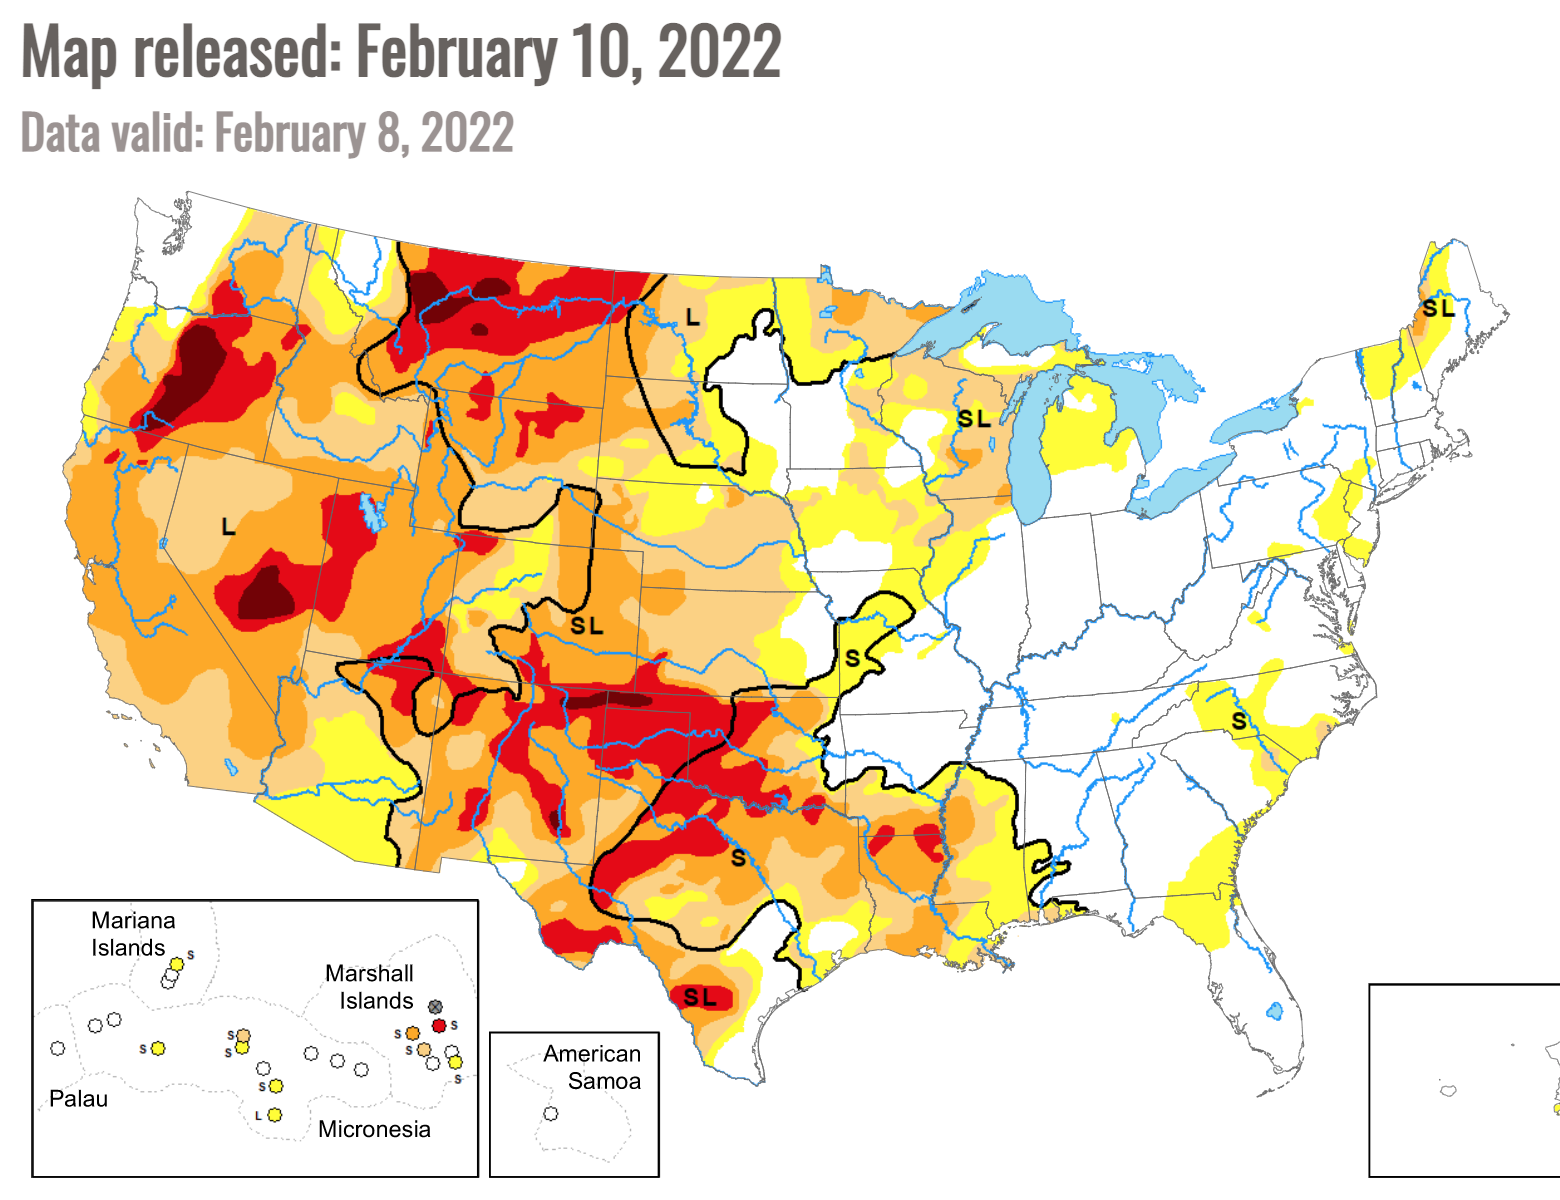 Map released: February 10, 2022
Data valid: February 8, 2022
L
SL
SL
L
SL
S
S
S
SL
Mariana
Islands
S
Marshall
Islands
S
S
S
S
S
S
S
S
L
Palau
Micronesia
American
Samoa